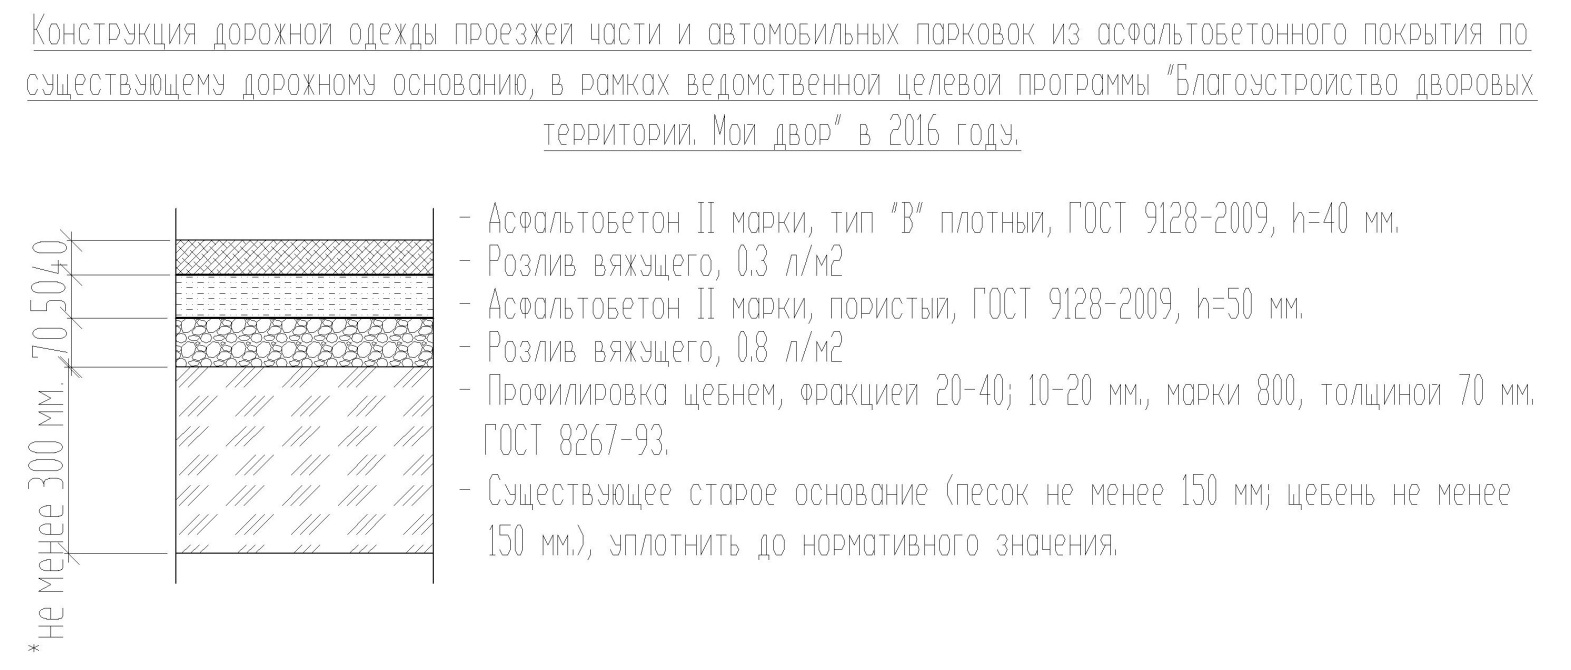 Конструкция дорожной одежды проезжей части и автомобильных парковок из асфальтобетонного покрытия по
существующему дорожному основанию, в рамках ведомственной целевой программы "Благоустройство дворовых
территорий. Мой двор" в 2016 году.
- Асфальтобетон II марки, тип "В" плотный, ГОСТ 9128-2009, h=40 мм.
- Розлив вяжущего, 0.3 л/м2
- Асфальтобетон II марки, пористый, ГОСТ 9128-2009, h=50 мм.
- Розлив вяжущего, 0.8 л/м2
- Профилировка щебнем, фракцией 20-40; 10-20 мм., марки 800, толщиной 70 мм.
ГОСТ 8267-93.
- Существующее старое основание (песок не менее 150 мм; щебень не менее
150 мм.), уплотнить до нормативного значения.
40
50
70
*не менее 300 мм.